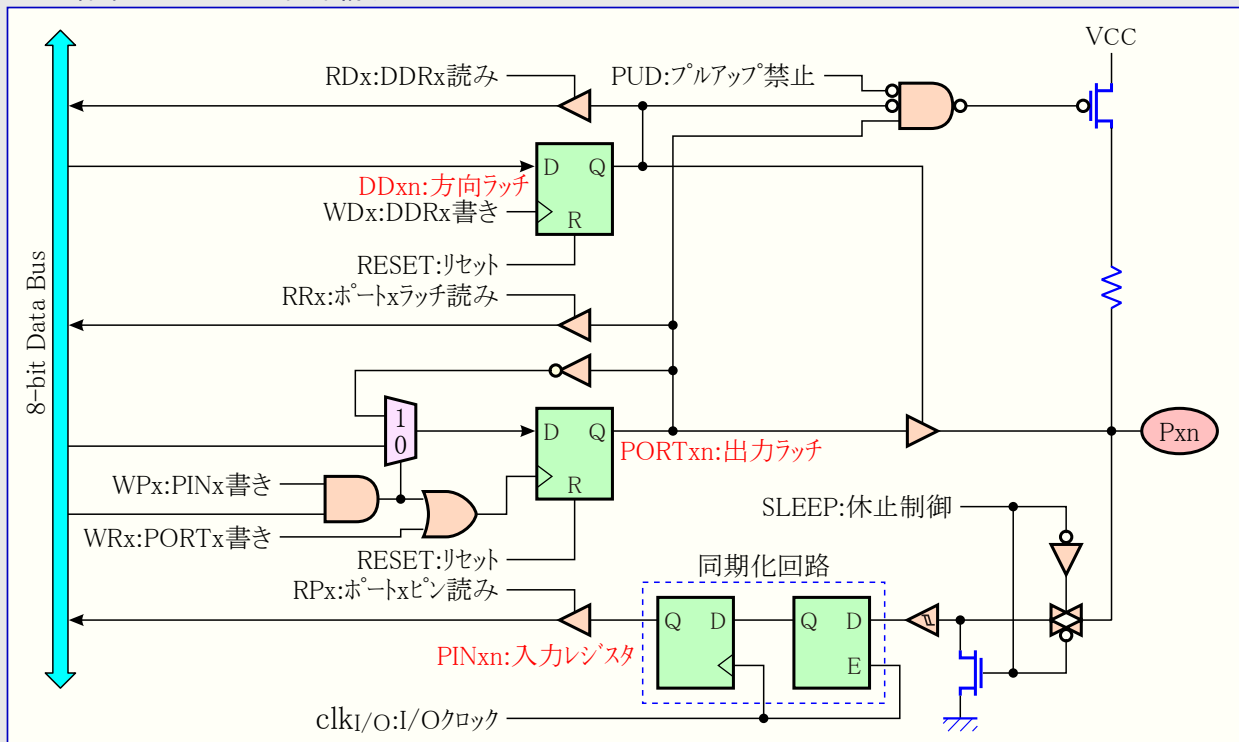 VCC
RDx:DDRx読み
PUD:プルアップ禁止
D Q
DDxn:方向ラッチ
WDx:DDRx書き
R
RESET:リセット
RRx:ポートxラッチ読み
8-bit Data Bus
1
0
D Q
PORTxn:出力ラッチ
Pxn
WPx:PINx書き
R
SLEEP:休止制御
WRx:PORTx書き
RESET:リセット
同期化回路
RPx:ポートxピン読み
Q D
Q D
PINxn:入力レジスタ
E
clkI/O:I/Oクロック